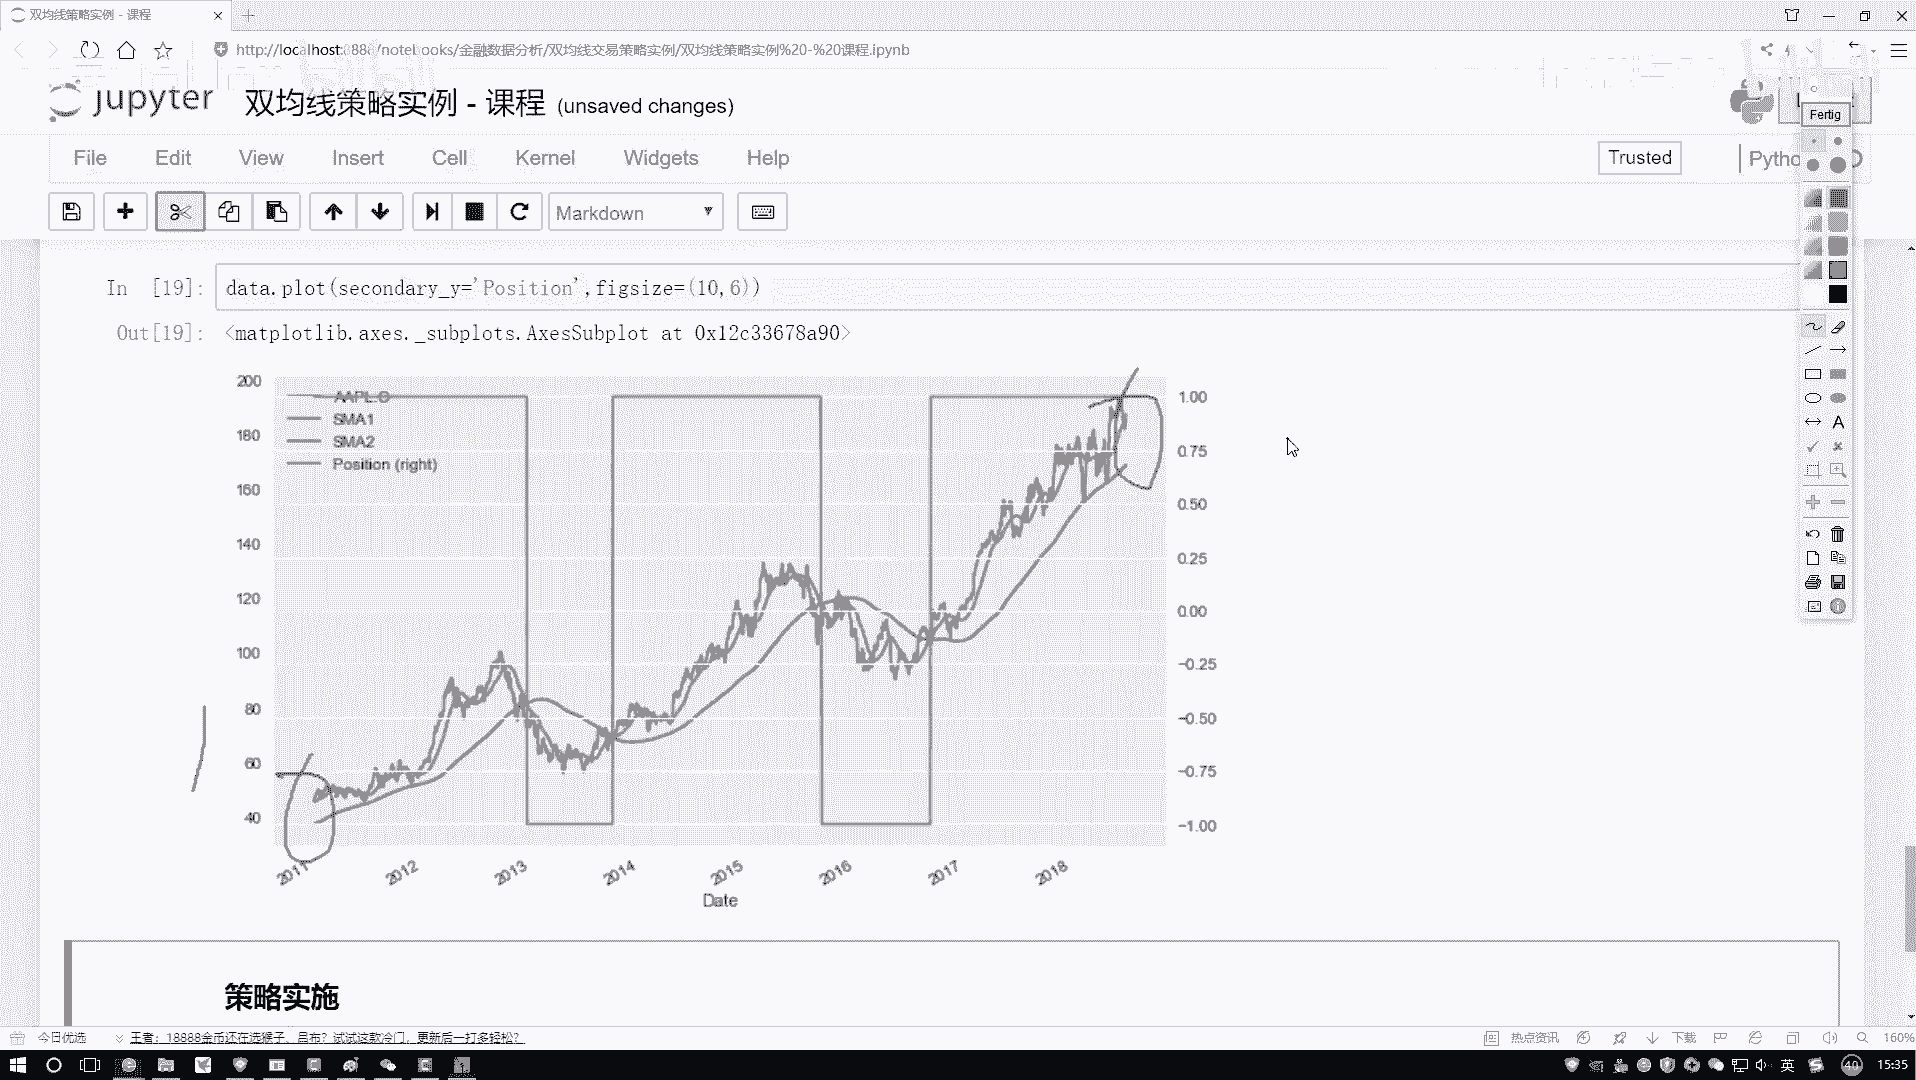 双均线策略实例 - 课程
http://localhost:888/notebooks/金融数据分析/双均线交易策略实例/双均线策略实例%20-%20课程.ipynb
jupyter 双均线策略实例 - 课程 (unsaved changes)
Fertig
File Edit View Insert Cell Kernel Widgets Help
Trusted
Markdown
In [19]: data.plot(secondary_y='Position',figsize=(10,6))
Out[19]: <matplotlib.axes._subplots.AxesSubplot at 0x12c33678a90>
200
180
160
140
120
100
80
60
40
AAPL.O
SMA1
SMA2
Position (right)
1.00
0.75
0.50
0.25
0.00
−0.25
−0.50
−0.75
−1.00
2011 2012 2013 2014 2015 2016 2017 2018
Date
策略实施
今日优选
王者：18888金币还在选猴子、吕布？试试这款冷门，更新后一打多轻松？
热点资讯
下载
160%
英
40
15:35